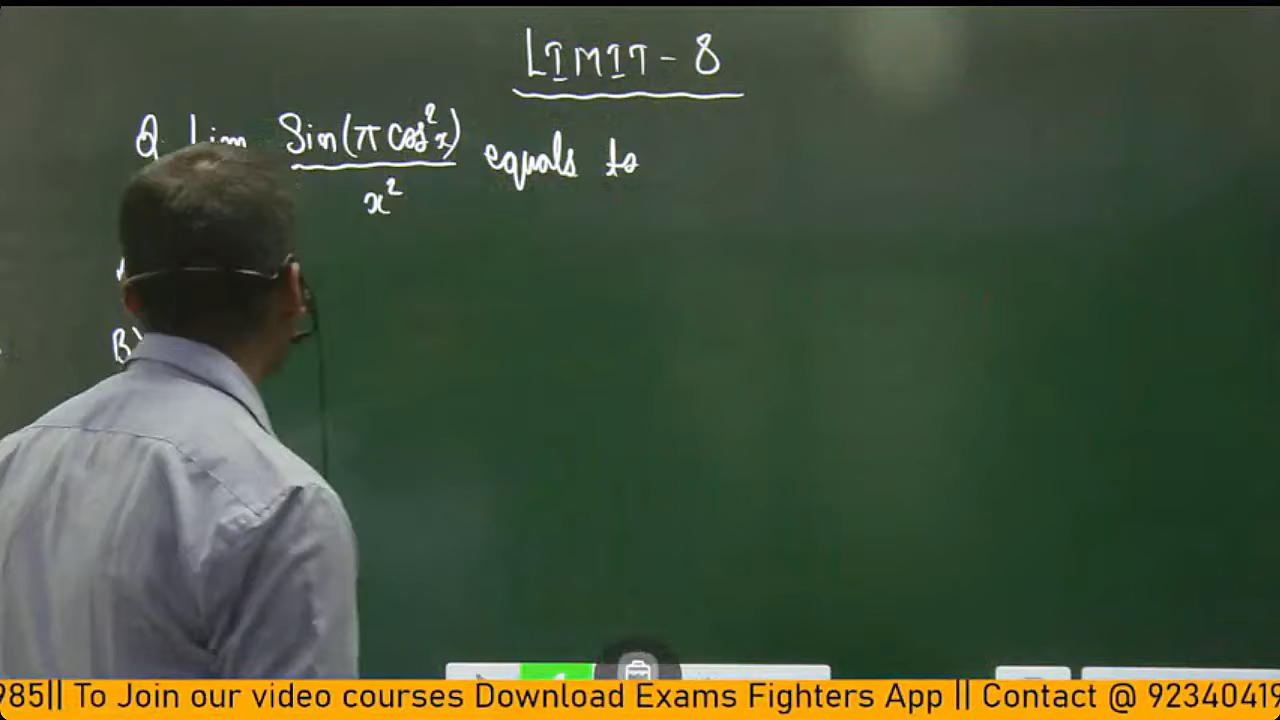 LIMIT - 8
Q. Lim Sin(π cos²x) equals to
x²
B)
985|| To Join our video courses Download Exams Fighters App || Contact @ 92340419